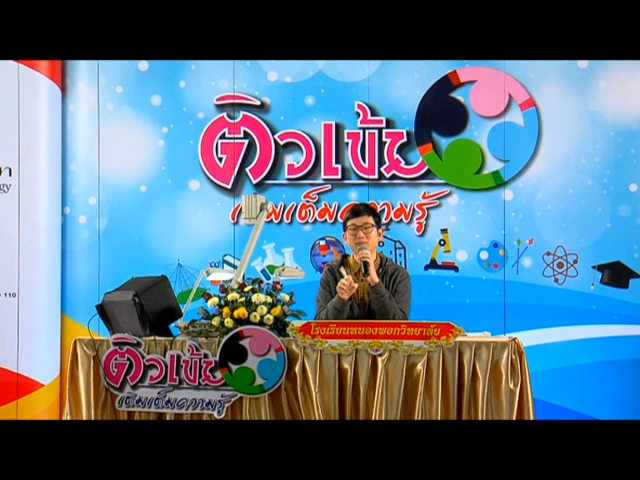 ติวเข้ม
เติมเต็มความรู้
โรงเรียนหนองพอกวิทยาลัย
ติวเข้ม
เติมเต็มความรู้
110